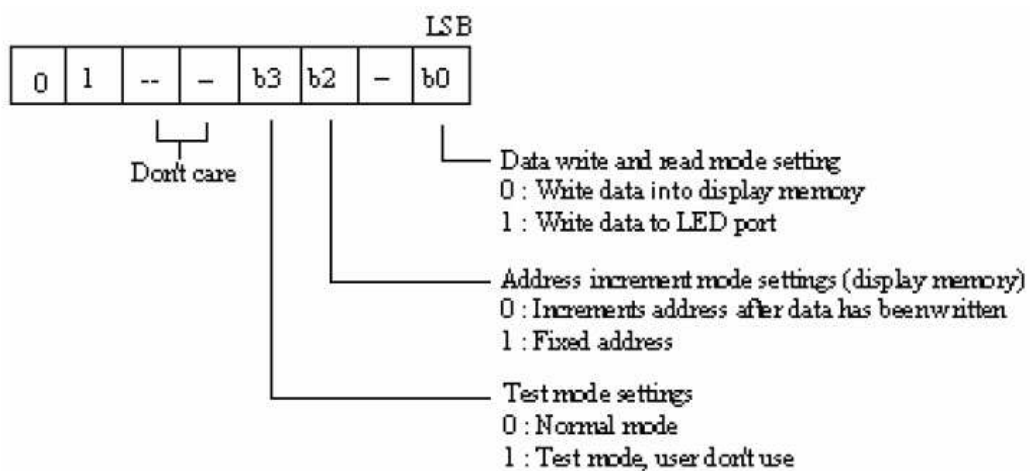 LSB
0 1 -- – b3 b2 – b0
Don't care
Data write and read mode setting
0 : Write data into display memory
1 : Write data to LED port
Address increment mode settings (display memory)
0 : Increments address after data has beenwritten
1 : Fixed address
Test mode settings
0 : Normal mode
1 : Test mode, user don't use